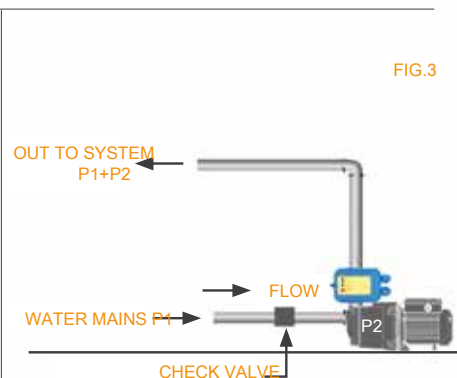 FIG.3
OUT TO SYSTEM
P1+P2
FLOW
WATER MAINS P1
P2
CHECK VALVE